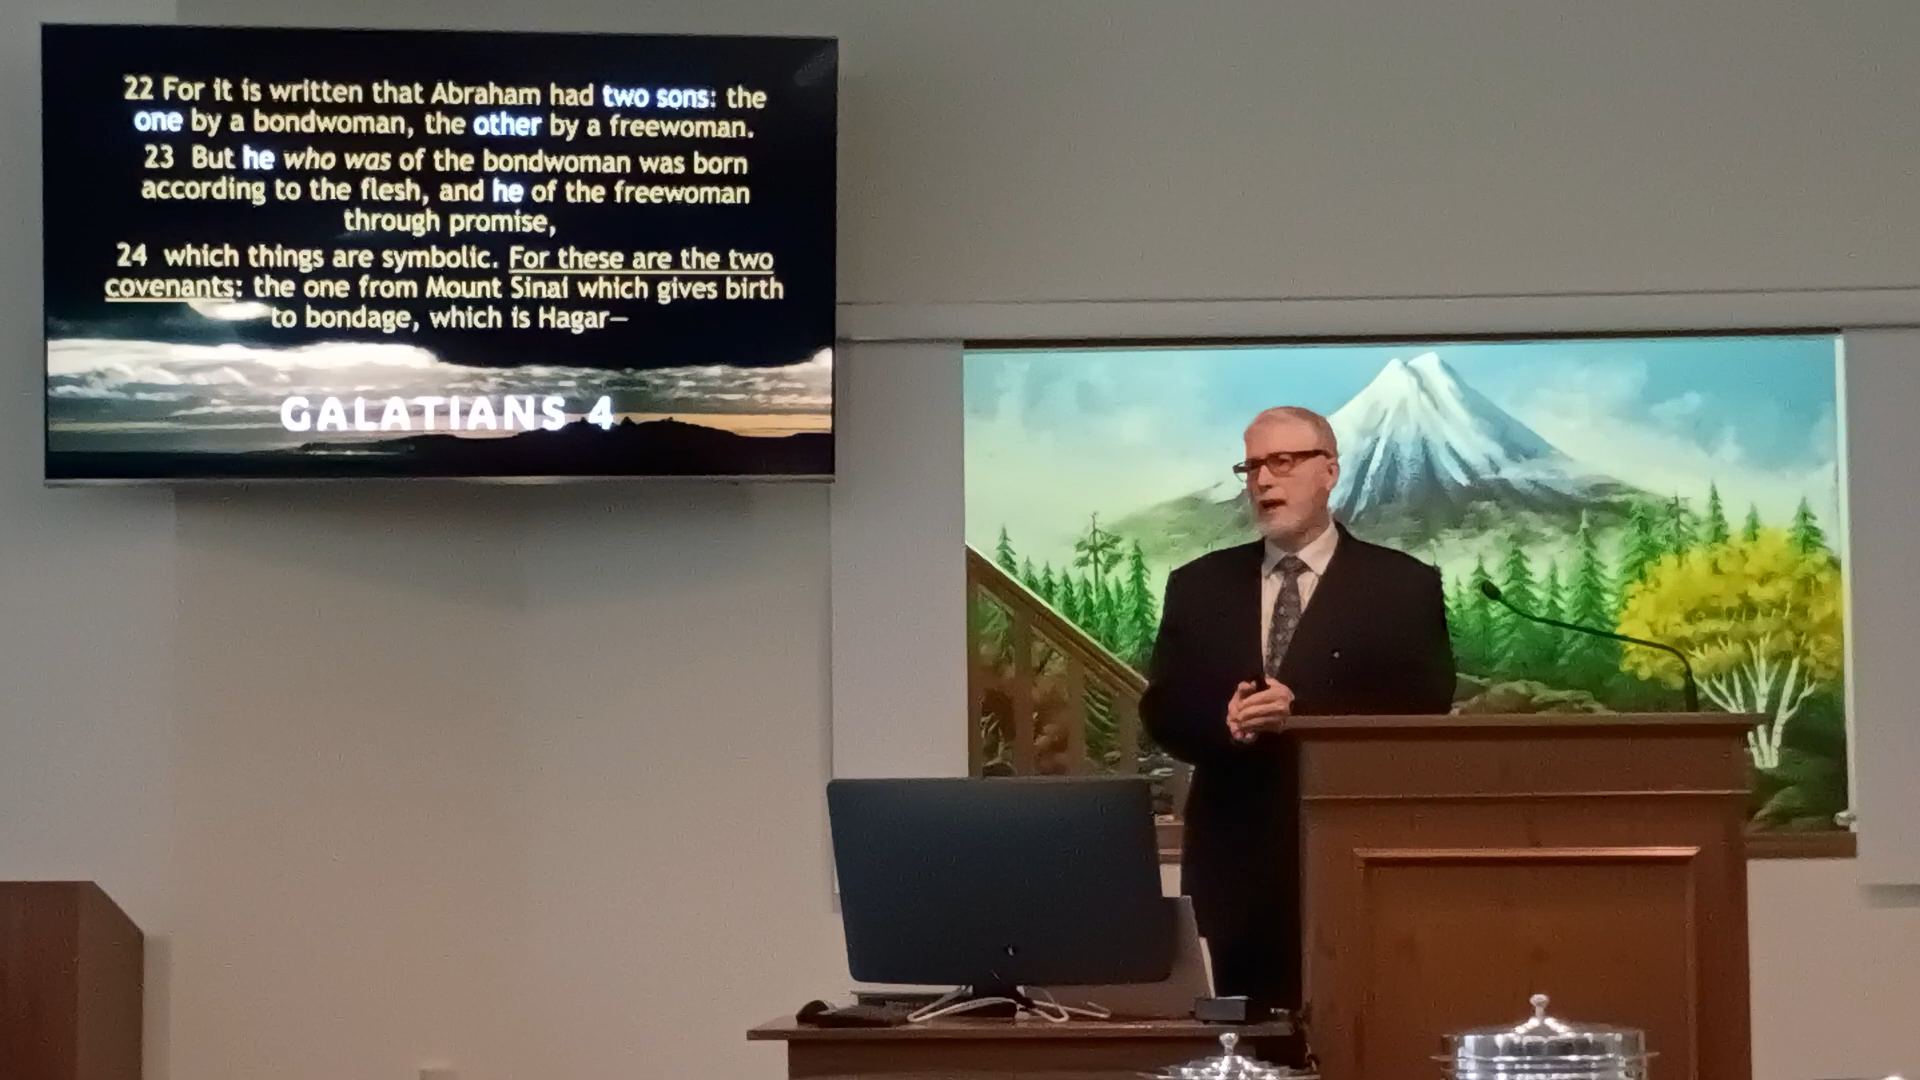 22 For it is written that Abraham had two sons: the
one by a bondwoman, the other by a freewoman.
23 But he who was of the bondwoman was born
according to the flesh, and he of the freewoman
through promise,
24 which things are symbolic. For these are the two
covenants: the one from Mount Sinai which gives birth
to bondage, which is Hagar—
GALATIANS 4